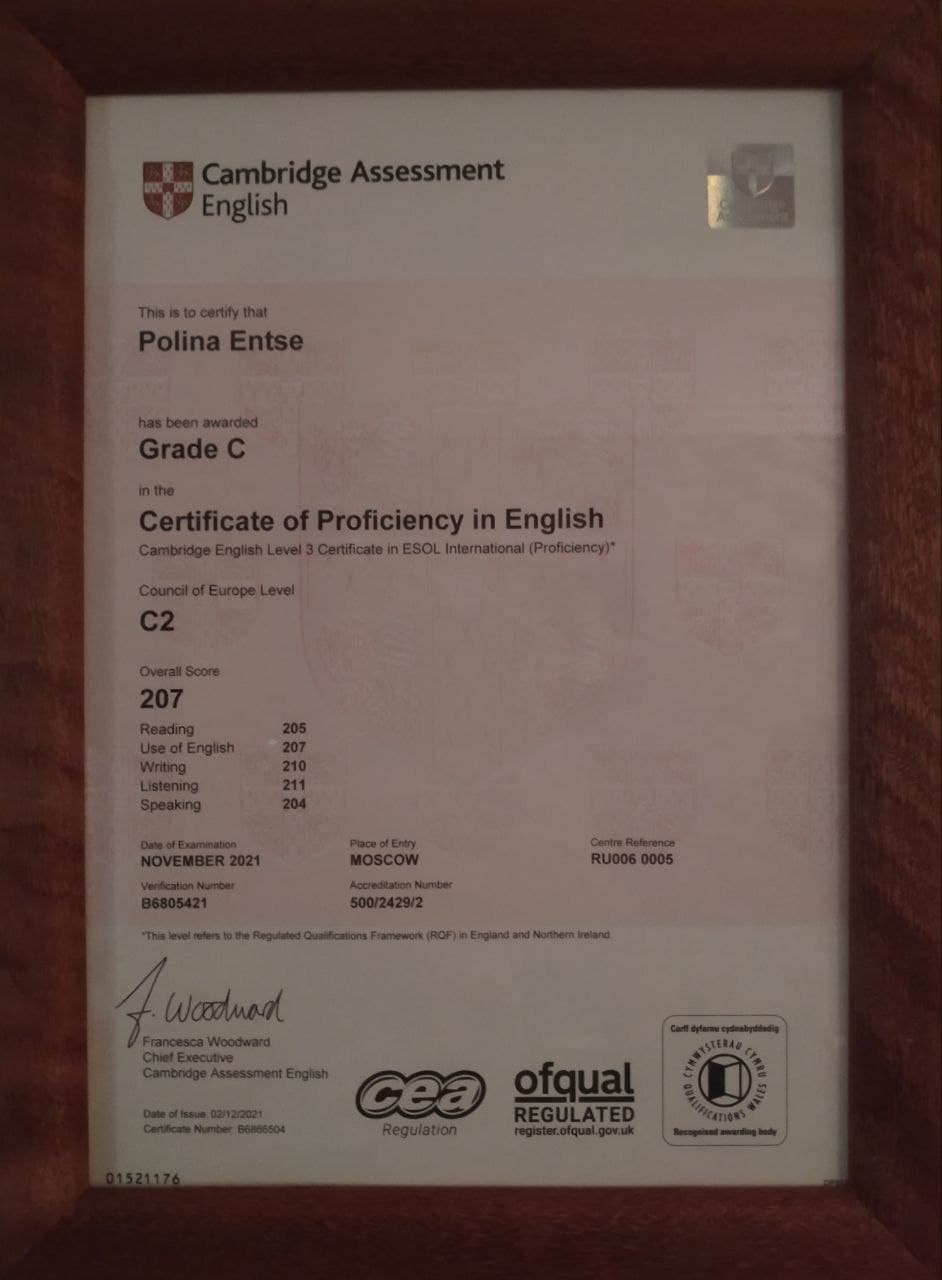 Cambridge Assessment
English
This is to certify that
Polina Entse
has been awarded
Grade C
in the
Certificate of Proficiency in English
Cambridge English Level 3 Certificate in ESOL International (Proficiency)*
Council of Europe Level
C2
Overall Score
207
Reading 205
Use of English 207
Writing 210
Listening 211
Speaking 204
Date of Examination Place of Entry Centre Reference
NOVEMBER 2021 MOSCOW RU006 0005
Verification Number Accreditation Number
B6805421 500/2429/2
*This level refers to the Regulated Qualifications Framework (RQF) in England and Northern Ireland.
F. Woodward
Francesca Woodward
Chief Executive
Cambridge Assessment English
Date of Issue 02/12/2021
Certificate Number B6866504
cea
Regulation
ofqual
REGULATED
register.ofqual.gov.uk
Corff dyfarnu cydnabyddedig
CYMWYSTERAU CYMRU
QUALIFICATIONS WALES
Recognised awarding body
01521176